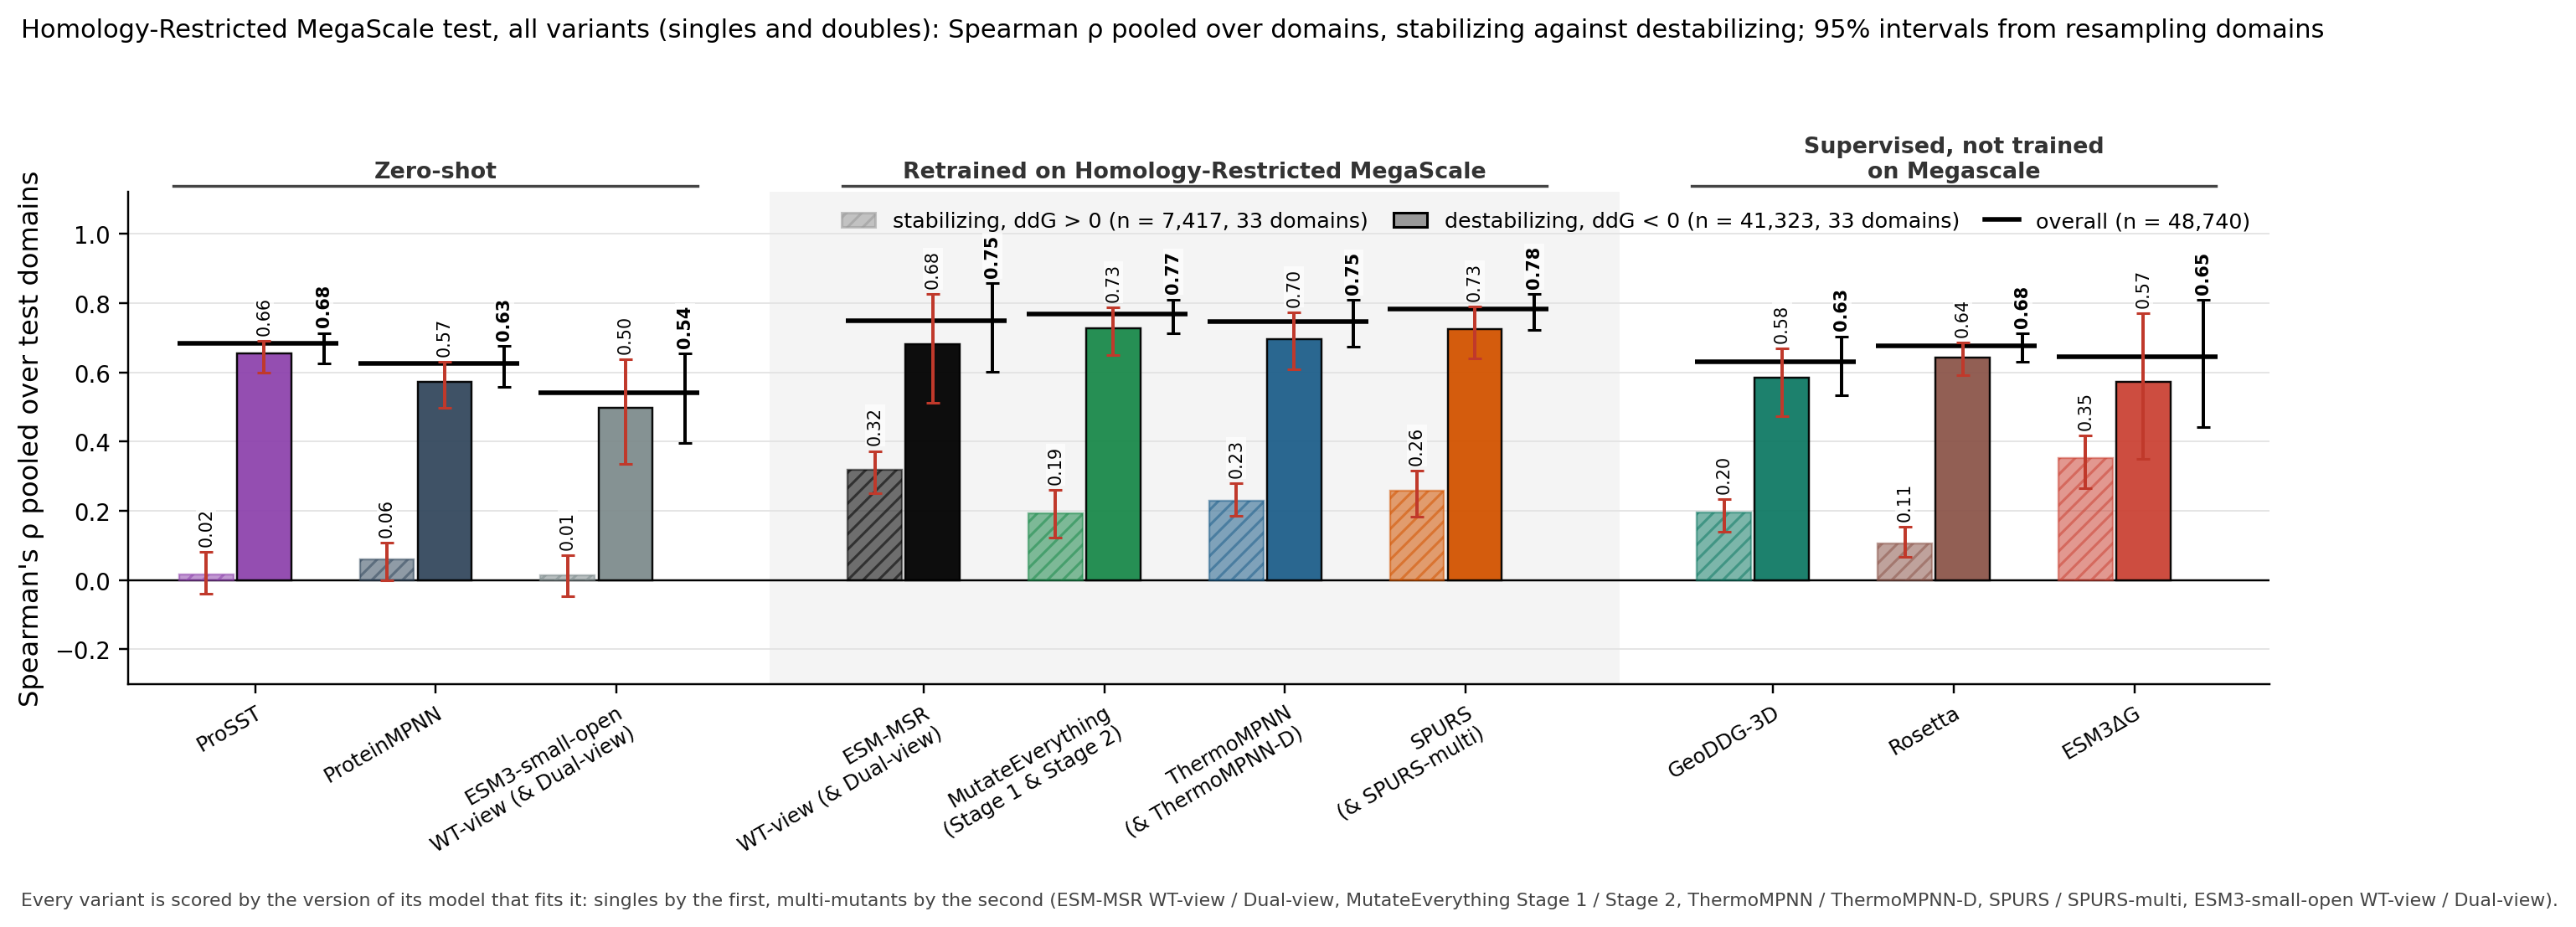 Homology-Restricted MegaScale test, all variants (singles and doubles): Spearman ρ pooled over domains, stabilizing against destabilizing; 95% intervals from resampling domains
Zero-shot
Retrained on Homology-Restricted MegaScale
Supervised, not trained
on Megascale
stabilizing, ddG > 0 (n = 7,417, 33 domains)
destabilizing, ddG < 0 (n = 41,323, 33 domains)
overall (n = 48,740)
Spearman's ρ pooled over test domains
1.0
0.8
0.6
0.4
0.2
0.0
−0.2
0.02
0.66
0.68
0.06
0.57
0.63
0.01
0.50
0.54
0.32
0.68
0.75
0.19
0.73
0.77
0.23
0.70
0.75
0.26
0.73
0.78
0.20
0.58
0.63
0.11
0.64
0.68
0.35
0.57
0.65
ProSST
ProteinMPNN
ESM3-small-open
WT-view (& Dual-view)
ESM-MSR
WT-view (& Dual-view)
MutateEverything
(Stage 1 & Stage 2)
ThermoMPNN
(& ThermoMPNN-D)
SPURS
(& SPURS-multi)
GeoDDG-3D
Rosetta
ESM3ΔG
Every variant is scored by the version of its model that fits it: singles by the first, multi-mutants by the second (ESM-MSR WT-view / Dual-view, MutateEverything Stage 1 / Stage 2, ThermoMPNN / ThermoMPNN-D, SPURS / SPURS-multi, ESM3-small-open WT-view / Dual-view).